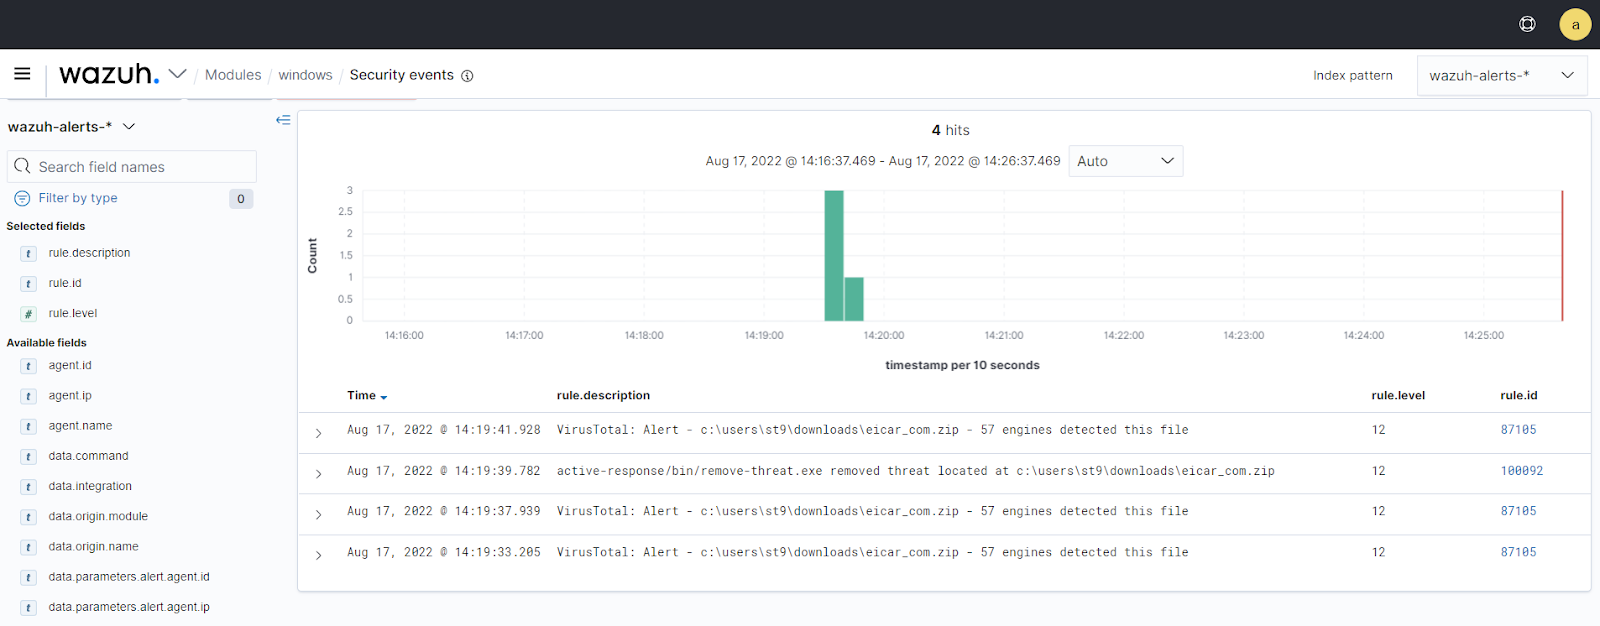 a
wazuh. / Modules / windows / Security events
Index pattern wazuh-alerts-*
wazuh-alerts-*
Search field names
Filter by type 0
Selected fields
t rule.description
t rule.id
# rule.level
Available fields
t agent.id
t agent.ip
t agent.name
t data.command
t data.integration
t data.origin.module
t data.origin.name
t data.parameters.alert.agent.id
t data.parameters.alert.agent.ip
4 hits
Aug 17, 2022 @ 14:16:37.469 - Aug 17, 2022 @ 14:26:37.469 Auto
Count
3
2.5
2
1.5
1
0.5
0
14:16:00 14:17:00 14:18:00 14:19:00 14:20:00 14:21:00 14:22:00 14:23:00 14:24:00 14:25:00
timestamp per 10 seconds
Time rule.description rule.level rule.id
Aug 17, 2022 @ 14:19:41.928 VirusTotal: Alert - c:\users\st9\downloads\eicar_com.zip - 57 engines detected this file 12 87105
Aug 17, 2022 @ 14:19:39.782 active-response/bin/remove-threat.exe removed threat located at c:\users\st9\downloads\eicar_com.zip 12 100092
Aug 17, 2022 @ 14:19:37.939 VirusTotal: Alert - c:\users\st9\downloads\eicar_com.zip - 57 engines detected this file 12 87105
Aug 17, 2022 @ 14:19:33.205 VirusTotal: Alert - c:\users\st9\downloads\eicar_com.zip - 57 engines detected this file 12 87105